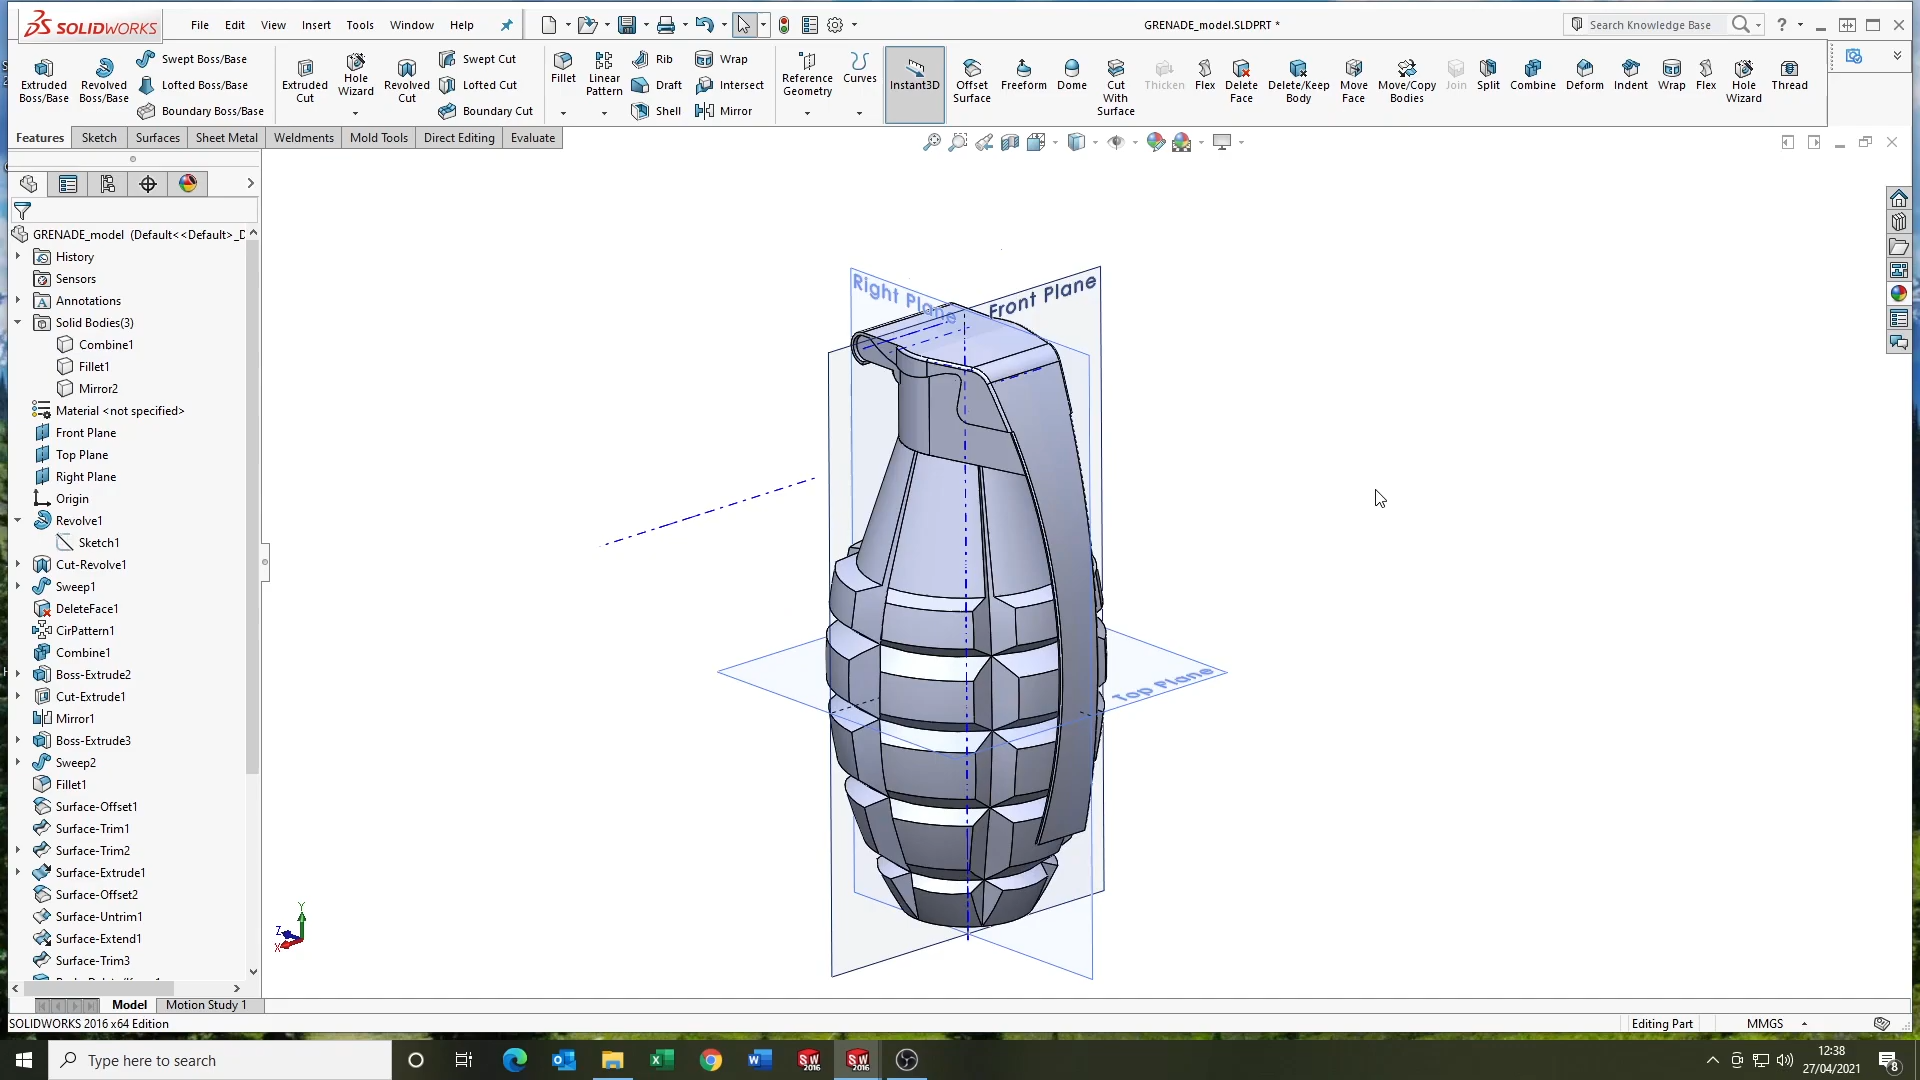 SOLIDWORKS
File Edit View Insert Tools Window Help
GRENADE_model.SLDPRT *
Search Knowledge Base
Extruded Boss/Base
Revolved Boss/Base
Swept Boss/Base
Lofted Boss/Base
Boundary Boss/Base
Extruded Cut
Hole Wizard
Revolved Cut
Swept Cut
Lofted Cut
Boundary Cut
Fillet
Linear Pattern
Rib
Draft
Shell
Wrap
Intersect
Mirror
Reference Geometry
Curves
Instant3D
Offset Surface
Freeform
Dome
Cut With Surface
Thicken
Flex
Delete Face
Delete/Keep Body
Move Face
Move/Copy Bodies
Join
Split
Combine
Deform
Indent
Wrap
Flex
Hole Wizard
Thread
Features Sketch Surfaces Sheet Metal Weldments Mold Tools Direct Editing Evaluate
GRENADE_model (Default<<Default>_D
History
Sensors
Annotations
Solid Bodies(3)
Combine1
Fillet1
Mirror2
Material <not specified>
Front Plane
Top Plane
Right Plane
Origin
Revolve1
Sketch1
Cut-Revolve1
Sweep1
DeleteFace1
CirPattern1
Combine1
Boss-Extrude2
Cut-Extrude1
Mirror1
Boss-Extrude3
Sweep2
Fillet1
Surface-Offset1
Surface-Trim1
Surface-Trim2
Surface-Extrude1
Surface-Offset2
Surface-Untrim1
Surface-Extend1
Surface-Trim3
Right Plane
Front Plane
Top Plane
Y
Z
X
Model Motion Study 1
SOLIDWORKS 2016 x64 Edition
Editing Part
MMGS
Type here to search
SW 2016
SW 2016
12:38
27/04/2021
8